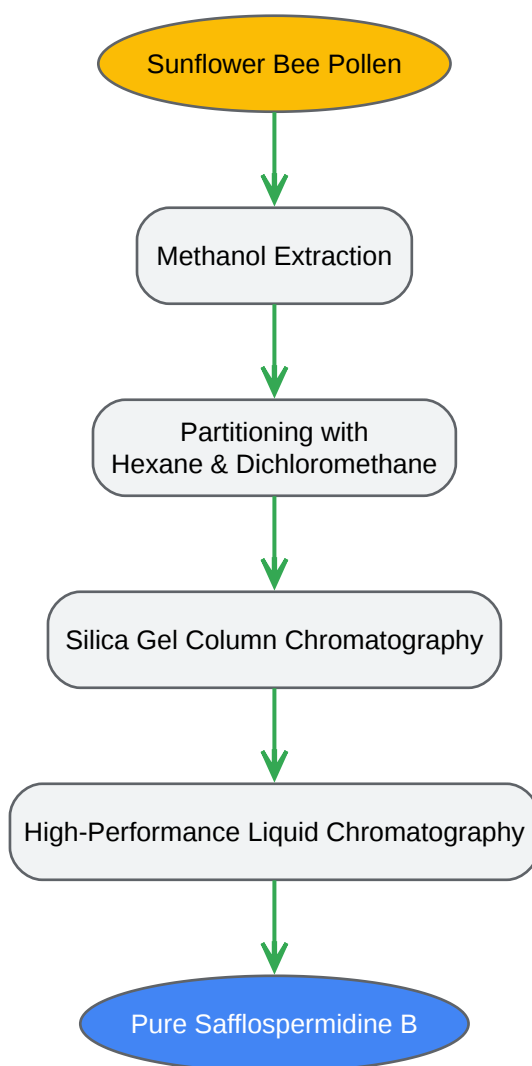 Sunflower Bee Pollen
Methanol Extraction
Partitioning with
Hexane & Dichloromethane
Silica Gel Column Chromatography
High-Performance Liquid Chromatography
Pure Safflospermidine B